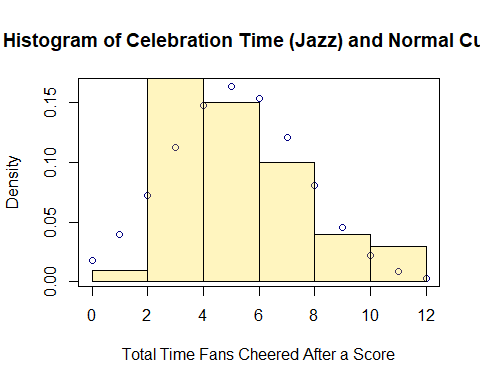 Histogram of Celebration Time (Jazz) and Normal Cu
Density
0.00 0.05 0.10 0.15
0 2 4 6 8 10 12
Total Time Fans Cheered After a Score